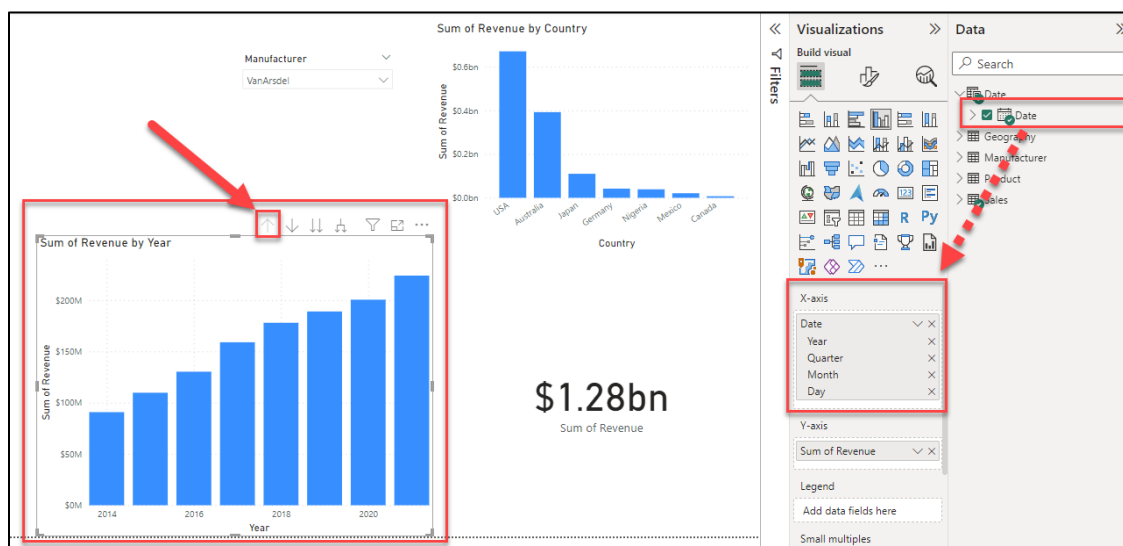 Sum of Revenue by Country
Manufacturer
VanArsdel
$0.6bn
$0.4bn
$0.2bn
$0.0bn
Sum of Revenue
USA
Australia
Japan
Germany
Nigeria
Mexico
Canada
Country
Sum of Revenue by Year
$200M
$150M
$100M
$50M
$0M
Sum of Revenue
2014
2016
2018
2020
Year
$1.28bn
Sum of Revenue
Filters
Visualizations
Build visual
123
R
Py
X-axis
Date
Year
Quarter
Month
Day
Y-axis
Sum of Revenue
Legend
Add data fields here
Small multiples
Data
Search
Date
Date
Geography
Manufacturer
Product
Sales